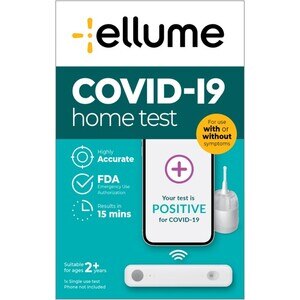 ellume
COVID-19
home test
For use
with or
without
symptoms
Highly
Accurate
FDA
Emergency Use
Authorization
Results in
15 mins
Your test is
POSITIVE
for COVID-19
Suitable
for ages 2+ years
1x Single use test
Phone not included